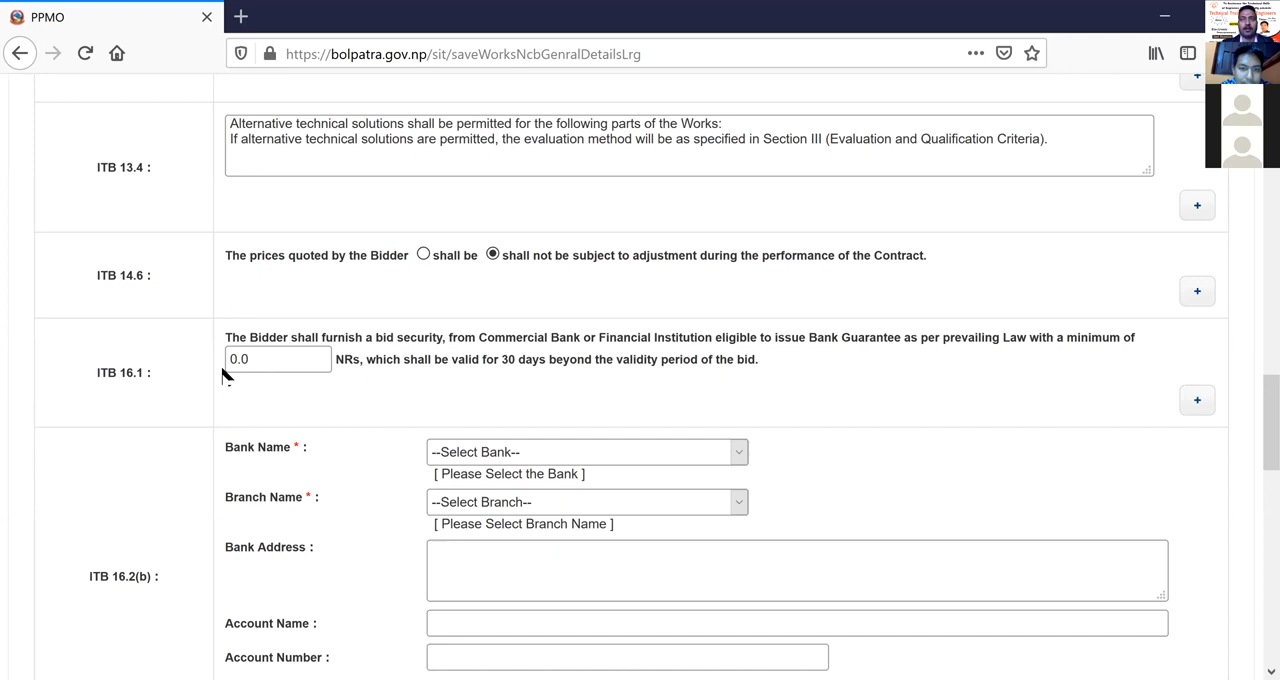 PPMO
https://bolpatra.gov.np/sit/saveWorksNcbGenralDetailsLrg
ITB 13.4 :
Alternative technical solutions shall be permitted for the following parts of the Works:
If alternative technical solutions are permitted, the evaluation method will be as specified in Section III (Evaluation and Qualification Criteria).
+
ITB 14.6 :
The prices quoted by the Bidder shall be shall not be subject to adjustment during the performance of the Contract.
+
ITB 16.1 :
The Bidder shall furnish a bid security, from Commercial Bank or Financial Institution eligible to issue Bank Guarantee as per prevailing Law with a minimum of
0.0 NRs, which shall be valid for 30 days beyond the validity period of the bid.
+
ITB 16.2(b) :
Bank Name * : --Select Bank--
[ Please Select the Bank ]
Branch Name * : --Select Branch--
[ Please Select Branch Name ]
Bank Address :
Account Name :
Account Number :